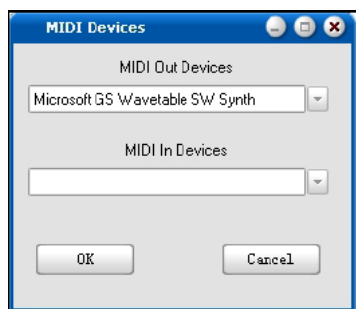 MIDI Devices
MIDI Out Devices
Microsoft GS Wavetable SW Synth
MIDI In Devices
OK
Cancel